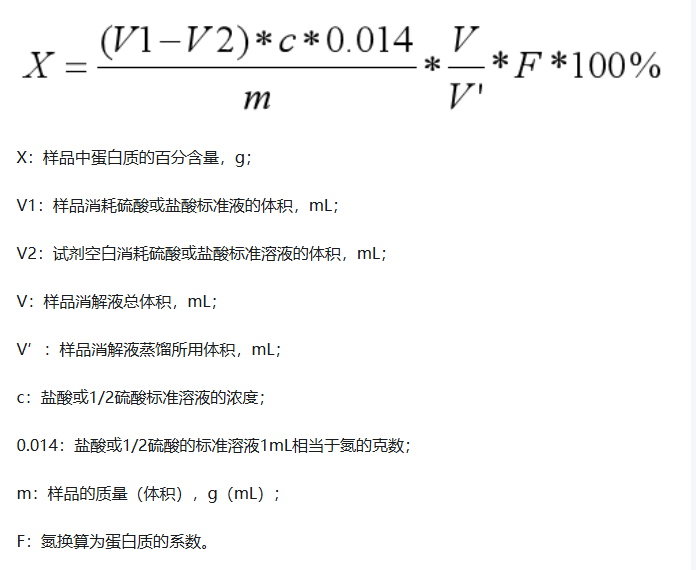 X = (V1−V2)*c*0.014 / m * V / V' * F * 100%
X：样品中蛋白质的百分含量，g；
V1：样品消耗硫酸或盐酸标准液的体积，mL；
V2：试剂空白消耗硫酸或盐酸标准溶液的体积，mL；
V：样品消解液总体积，mL；
V′：样品消解液蒸馏所用体积，mL；
c：盐酸或1/2硫酸标准溶液的浓度；
0.014：盐酸或1/2硫酸的标准溶液1mL相当于氮的克数；
m：样品的质量（体积），g（mL）；
F：氮换算为蛋白质的系数。